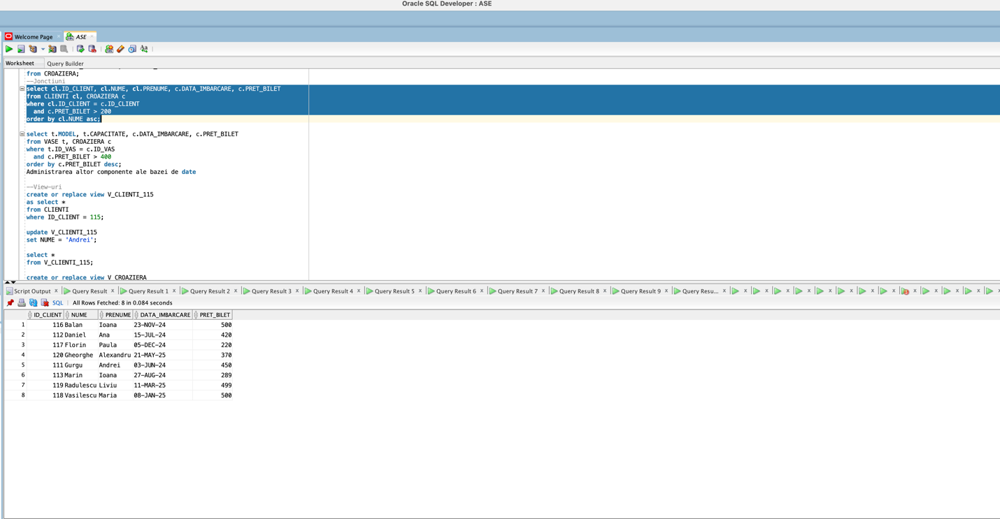 Oracle SQL Developer : ASE
Welcome Page
ASE
Worksheet Query Builder
from CROAZIERA;
--Jonctiuni
select cl.ID_CLIENT, cl.NUME, cl.PRENUME, c.DATA_IMBARCARE, c.PRET_BILET
from CLIENTI cl, CROAZIERA c
where cl.ID_CLIENT = c.ID_CLIENT
and c.PRET_BILET > 200
order by cl.NUME asc;
select t.MODEL, t.CAPACITATE, c.DATA_IMBARCARE, c.PRET_BILET
from VASE t, CROAZIERA c
where t.ID_VAS = c.ID_VAS
and c.PRET_BILET > 400
order by c.PRET_BILET desc;
Administrarea altor componente ale bazei de date
--View-uri
create or replace view V_CLIENTI_115
as select *
from CLIENTI
where ID_CLIENT = 115;
update V_CLIENTI_115
set NUME = 'Andrei';
select *
from V_CLIENTI_115;
create or replace view V_CROAZIERA
Script Output x Query Result x Query Result 1 x Query Result 2 x Query Result 3 x Query Result 4 x Query Result 5 x Query Result 6 x Query Result 7 x Query Result 8 x Query Result 9 x Query Resu... x x x x x x x x x x x x x
SQL | All Rows Fetched: 8 in 0.084 seconds
ID_CLIENT NUME PRENUME DATA_IMBARCARE PRET_BILET
1 116 Balan Ioana 23-NOV-24 500
2 112 Daniel Ana 15-JUL-24 420
3 117 Florin Paula 05-DEC-24 220
4 120 Gheorghe Alexandru 21-MAY-25 370
5 111 Gurgu Andrei 03-JUN-24 450
6 113 Marin Ioana 27-AUG-24 289
7 119 Radulescu Liviu 11-MAR-25 499
8 118 Vasilescu Maria 08-JAN-25 500